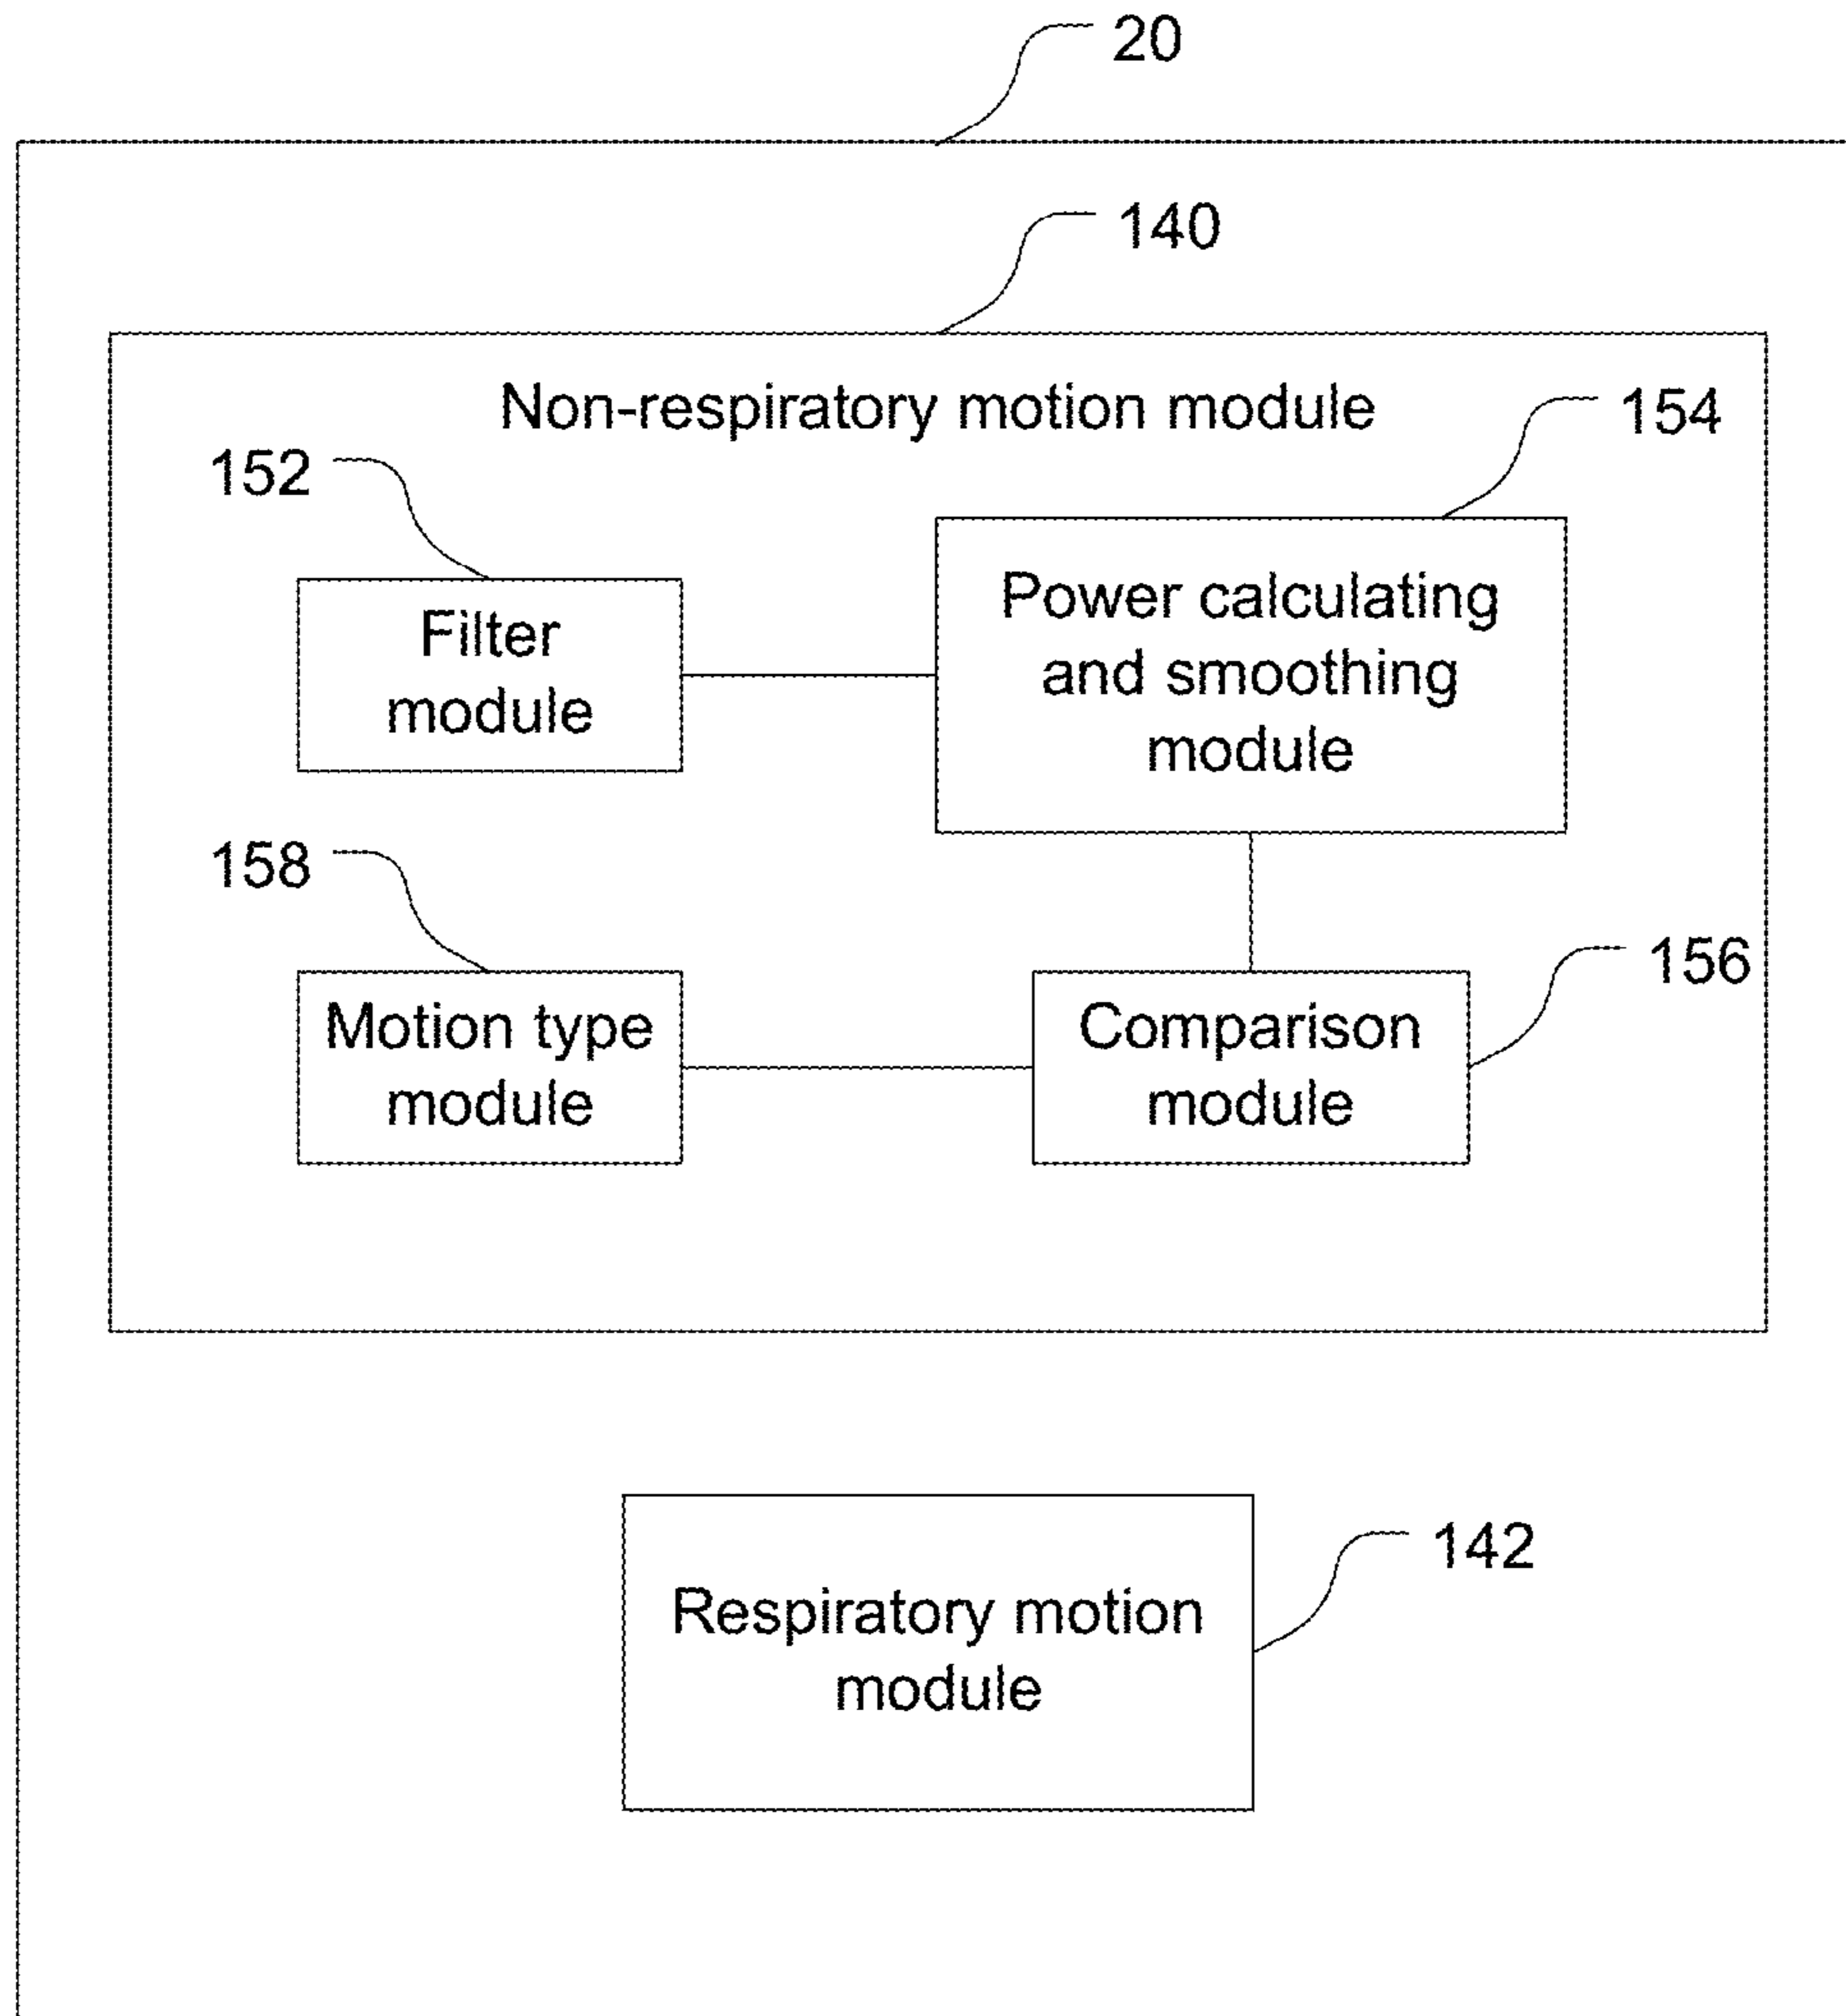 20
140
Non-respiratory motion module
154
152
Power calculating
and smoothing
module
Filter
module
158
156
Motion type
module
Comparison
module
142
Respiratory motion
module